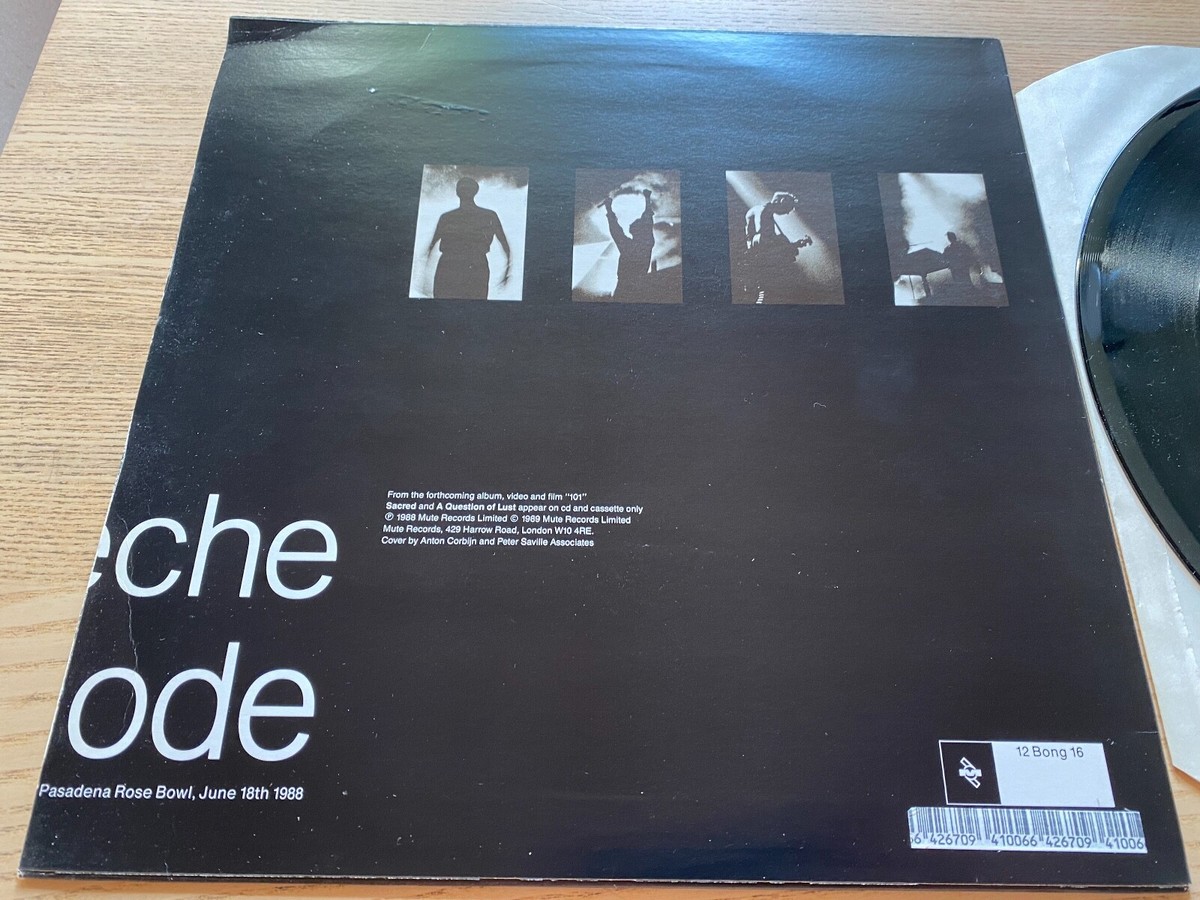 From the forthcoming album, video and film "101"
Sacred and A Question of Lust appear on cd and cassette only
℗ 1988 Mute Records Limited © 1989 Mute Records Limited
Mute Records, 429 Harrow Road, London W10 4RE.
Cover by Anton Corbijn and Peter Saville Associates
eche
ode
Pasadena Rose Bowl, June 18th 1988
12 Bong 16
6 426709 410066 426709 41006